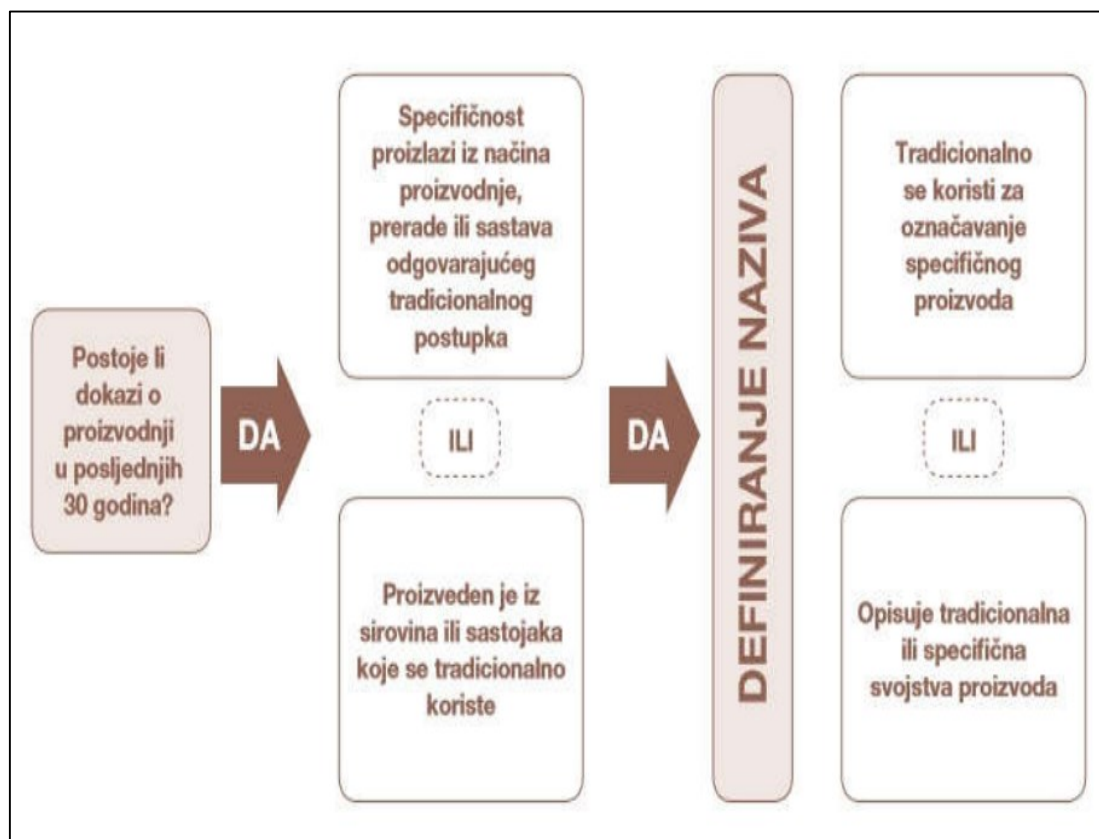 Postoje li
dokazi o
proizvodnji
u posljednjih
30 godina?
DA
Specifičnost
proizlazi iz načina
proizvodnje,
prerade ili sastava
odgovarajućeg
tradicionalnog
postupka
ILI
Proizveden je iz
sirovina ili sastojaka
koje se tradicionalno
koriste
DA
DEFINIRANJE NAZIVA
Tradicionalno
se koristi za
označavanje
specifičnog
proizvoda
ILI
Opisuje tradicionalna
ili specifična
svojstva proizvoda